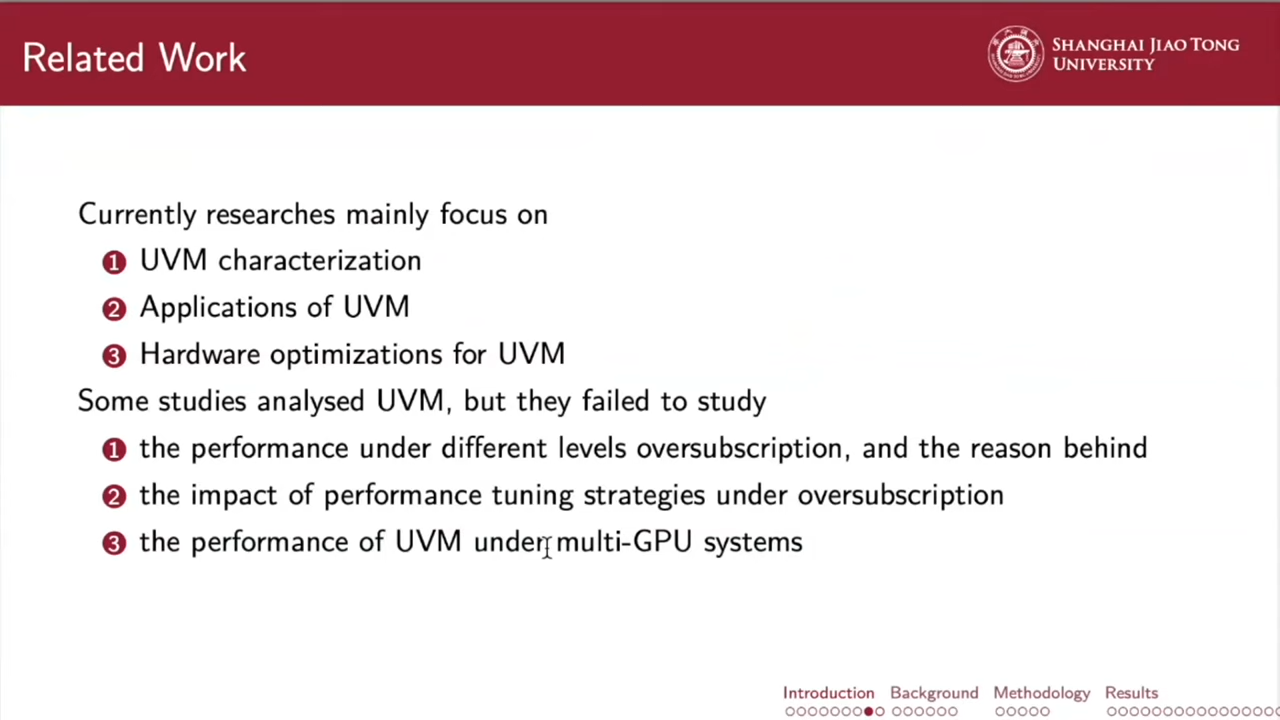 Related Work
SHANGHAI JIAO TONG
UNIVERSITY
Currently researches mainly focus on
1 UVM characterization
2 Applications of UVM
3 Hardware optimizations for UVM
Some studies analysed UVM, but they failed to study
1 the performance under different levels oversubscription, and the reason behind
2 the impact of performance tuning strategies under oversubscription
3 the performance of UVM under multi-GPU systems
Introduction Background Methodology Results